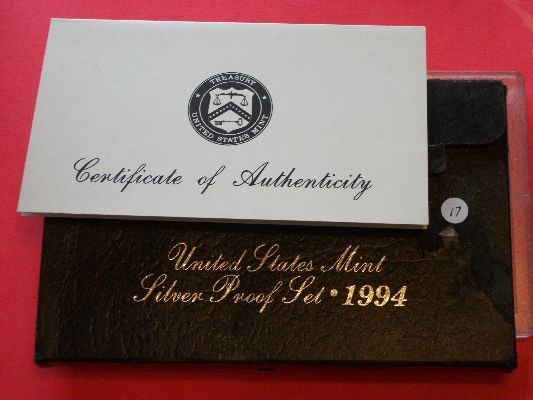 TREASURY
UNITED STATES MINT
Certificate of Authenticity
17
United States Mint
Silver Proof Set • 1994